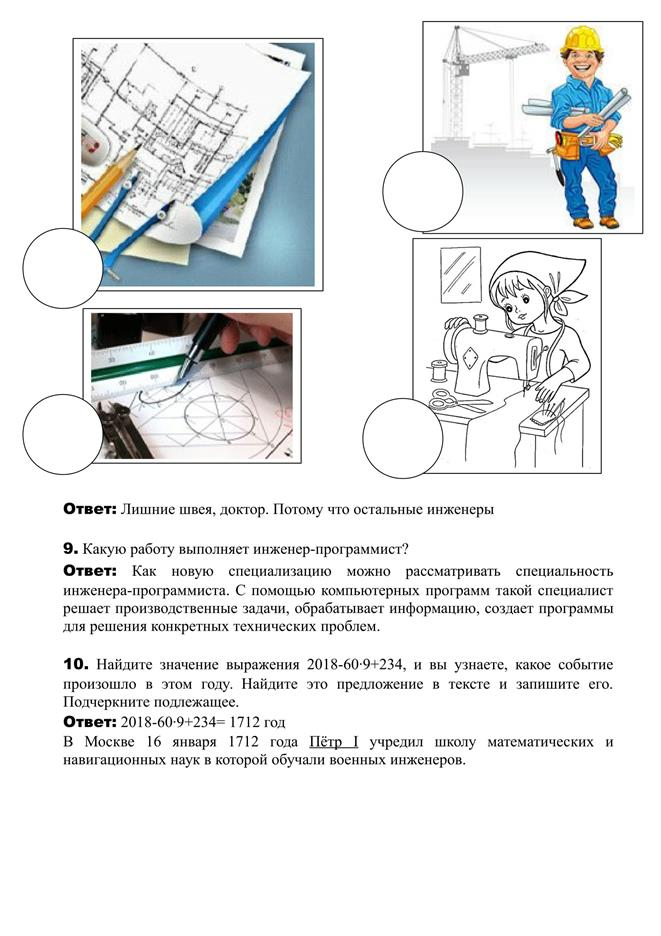 Ответ: Лишние швея, доктор. Потому что остальные инженеры
9. Какую работу выполняет инженер-программист?
Ответ: Как новую специализацию можно рассматривать специальность
инженера-программиста. С помощью компьютерных программ такой специалист
решает производственные задачи, обрабатывает информацию, создает программы
для решения конкретных технических проблем.
10. Найдите значение выражения 2018-60·9+234, и вы узнаете, какое событие
произошло в этом году. Найдите это предложение в тексте и запишите его.
Подчеркните подлежащее.
Ответ: 2018-60·9+234= 1712 год
В Москве 16 января 1712 года Пётр I учредил школу математических и
навигационных наук в которой обучали военных инженеров.